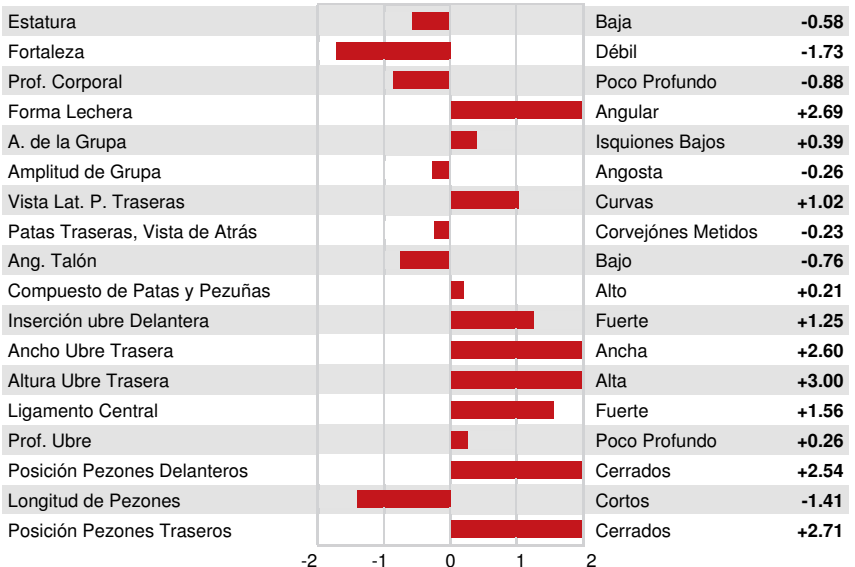 Estatura Baja -0.58
Fortaleza Débil -1.73
Prof. Corporal Poco Profundo -0.88
Forma Lechera Angular +2.69
A. de la Grupa Isquiones Bajos +0.39
Amplitud de Grupa Angosta -0.26
Vista Lat. P. Traseras Curvas +1.02
Patas Traseras, Vista de Atrás Corvejónes Metidos -0.23
Ang. Talón Bajo -0.76
Compuesto de Patas y Pezuñas Alto +0.21
Inserción ubre Delantera Fuerte +1.25
Ancho Ubre Trasera Ancha +2.60
Altura Ubre Trasera Alta +3.00
Ligamento Central Fuerte +1.56
Prof. Ubre Poco Profundo +0.26
Posición Pezones Delanteros Cerrados +2.54
Longitud de Pezones Cortos -1.41
Posición Pezones Traseros Cerrados +2.71
-2 -1 0 1 2